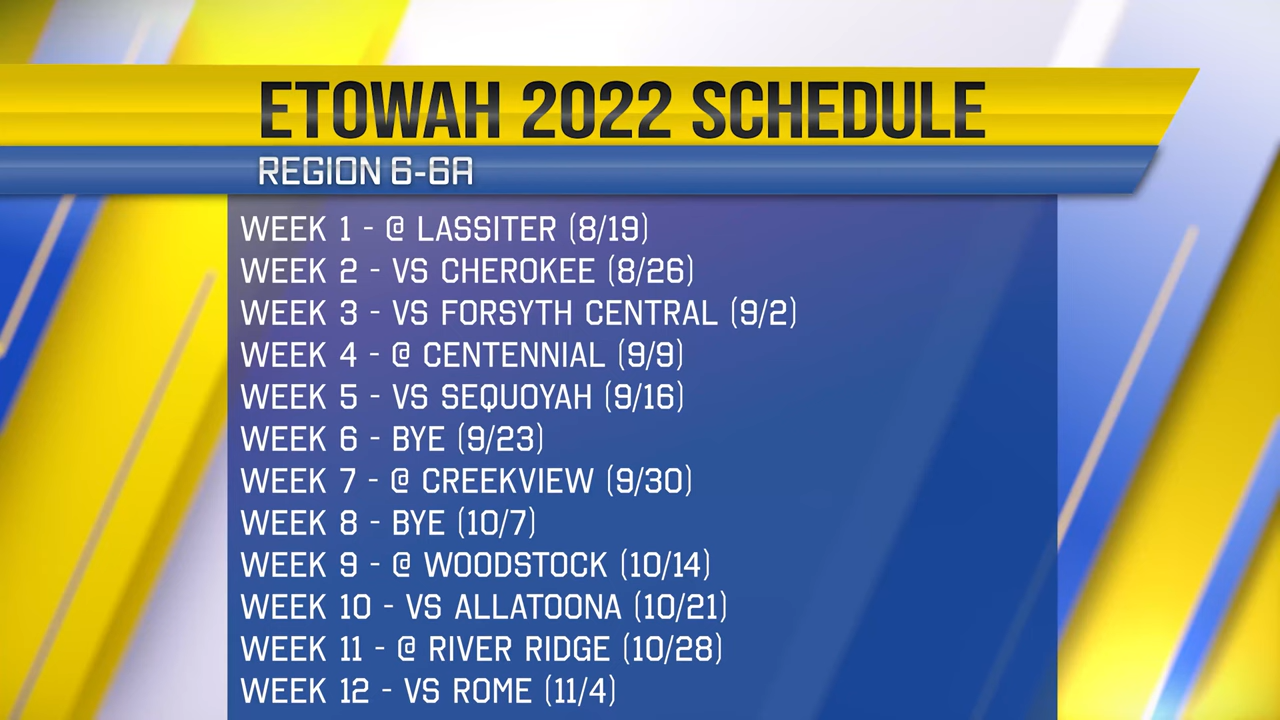 ETOWAH 2022 SCHEDULE
REGION 6-6A
WEEK 1 - @ LASSITER (8/19)
WEEK 2 - VS CHEROKEE (8/26)
WEEK 3 - VS FORSYTH CENTRAL (9/2)
WEEK 4 - @ CENTENNIAL (9/9)
WEEK 5 - VS SEQUOYAH (9/16)
WEEK 6 - BYE (9/23)
WEEK 7 - @ CREEKVIEW (9/30)
WEEK 8 - BYE (10/7)
WEEK 9 - @ WOODSTOCK (10/14)
WEEK 10 - VS ALLATOONA (10/21)
WEEK 11 - @ RIVER RIDGE (10/28)
WEEK 12 - VS ROME (11/4)